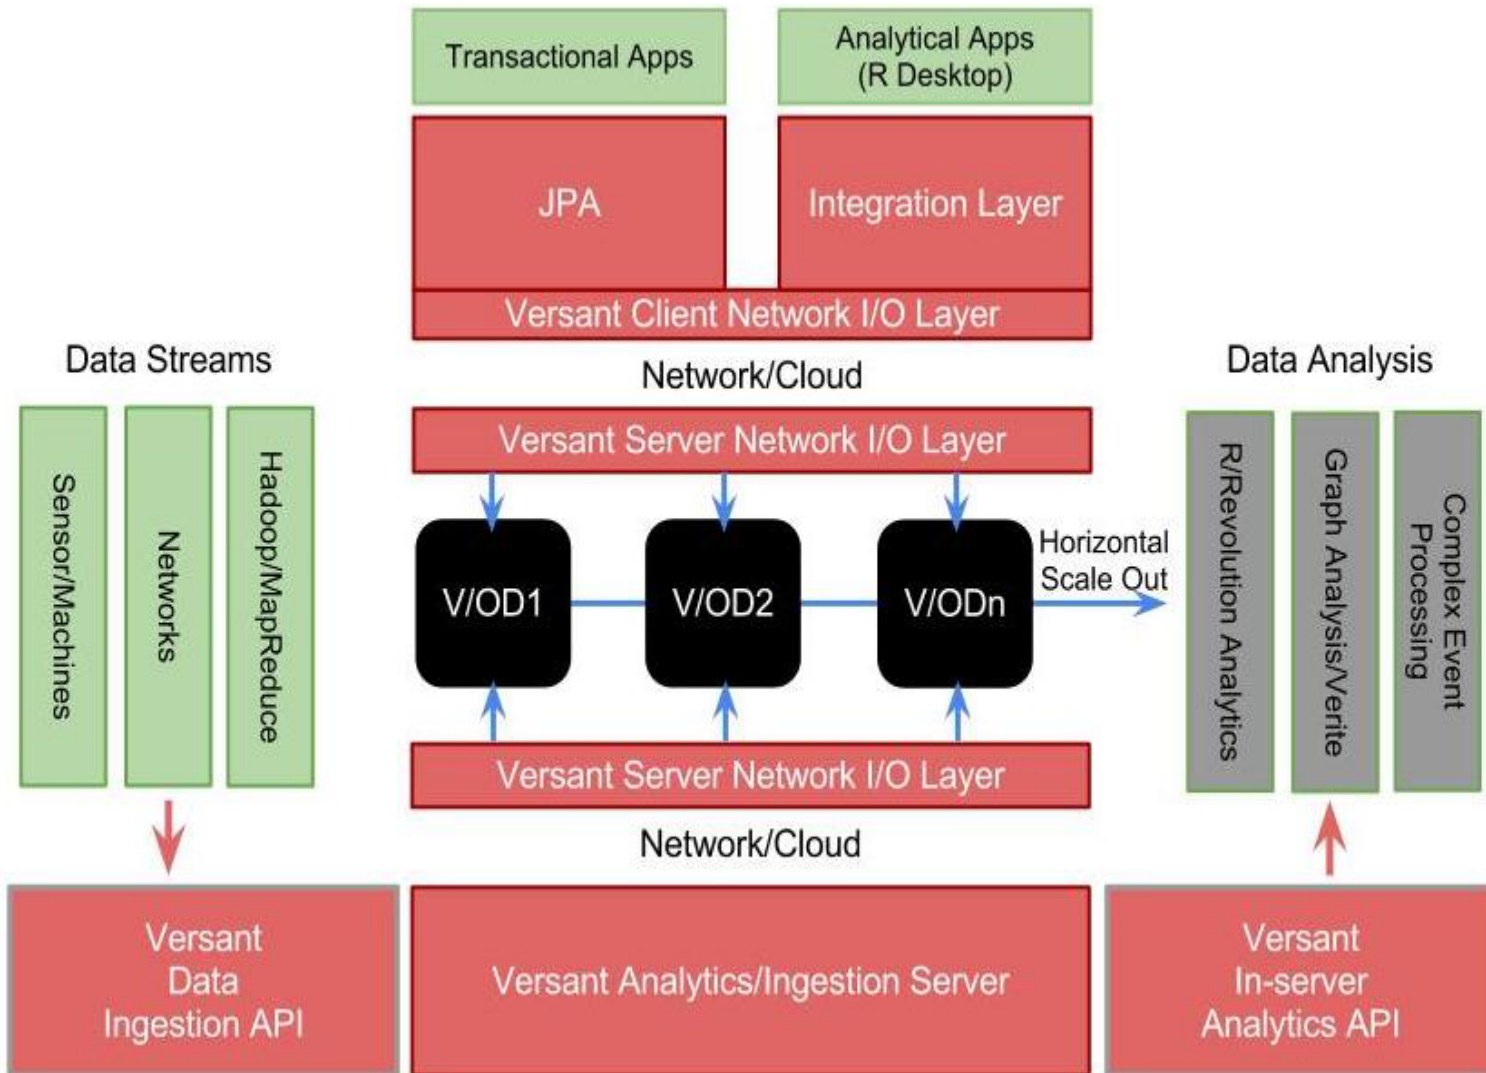 Transactional Apps
Analytical Apps
(R Desktop)
JPA
Integration Layer
Versant Client Network I/O Layer
Network/Cloud
Data Streams
Sensor/Machines
Networks
Hadoop/MapReduce
Versant Server Network I/O Layer
V/OD1
V/OD2
V/ODn
Horizontal
Scale Out
Versant Server Network I/O Layer
Network/Cloud
Data Analysis
R/Revolution Analytics
Graph Analysis/Verite
Complex Event
Processing
Versant
Data
Ingestion API
Versant Analytics/Ingestion Server
Versant
In-server
Analytics API